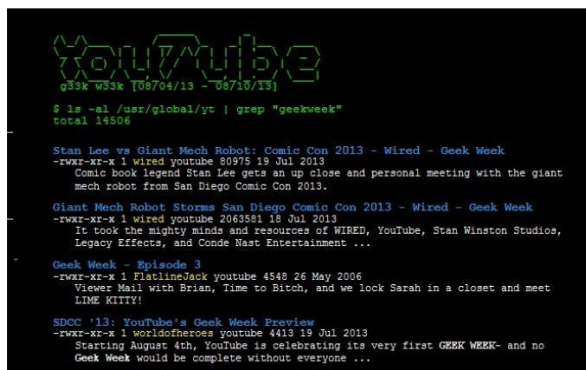 YouTube
g33k w33k [08/04/13 - 08/10/13]
$ ls -al /usr/global/yt | grep "geekweek"
total 14506
Stan Lee vs Giant Mech Robot: Comic Con 2013 - Wired - Geek Week
-rwxr-xr-x 1 wired youtube 80975 19 Jul 2013
Comic book legend Stan Lee gets an up close and personal meeting with the giant
mech robot from San Diego Comic Con 2013.
Giant Mech Robot Storms San Diego Comic Con 2013 - Wired - Geek Week
-rwxr-xr-x 1 wired youtube 2063581 18 Jul 2013
It took the mighty minds and resources of WIRED, YouTube, Stan Winston Studios,
Legacy Effects, and Conde Nast Entertainment ...
Geek Week - Episode 3
-rwxr-xr-x 1 FlatlineJack youtube 4548 26 May 2006
Viewer Mail with Brian, Time to Bitch, and we lock Sarah in a closet and meet
LIME KITTY!
SDCC '13: YouTube's Geek Week Preview
-rwxr-xr-x 1 worldofheroes youtube 4413 19 Jul 2013
Starting August 4th, YouTube is celebrating its very first GEEK WEEK- and no
Geek Week would be complete without everyone ...